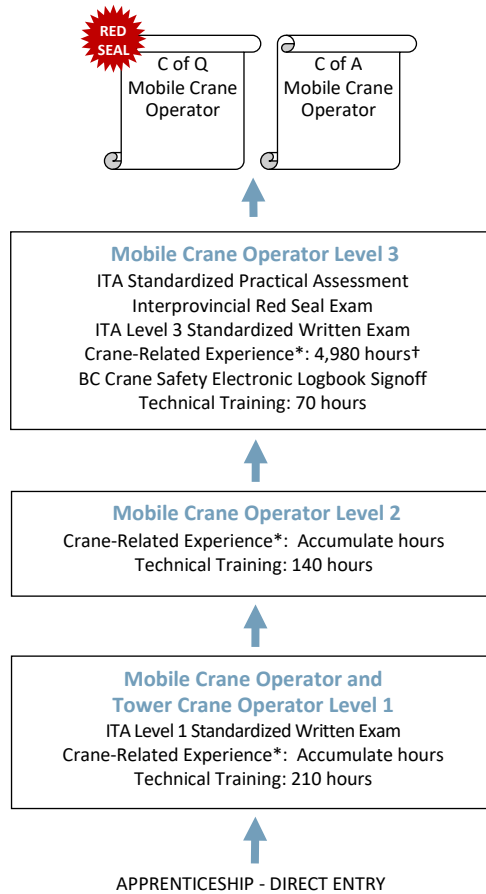 RED
SEAL
C of Q
Mobile Crane
Operator
C of A
Mobile Crane
Operator
Mobile Crane Operator Level 3
ITA Standardized Practical Assessment
Interprovincial Red Seal Exam
ITA Level 3 Standardized Written Exam
Crane-Related Experience*: 4,980 hours†
BC Crane Safety Electronic Logbook Signoff
Technical Training: 70 hours
Mobile Crane Operator Level 2
Crane-Related Experience*:  Accumulate hours
Technical Training: 140 hours
Mobile Crane Operator and
Tower Crane Operator Level 1
ITA Level 1 Standardized Written Exam
Crane-Related Experience*:  Accumulate hours
Technical Training: 210 hours
APPRENTICESHIP - DIRECT ENTRY